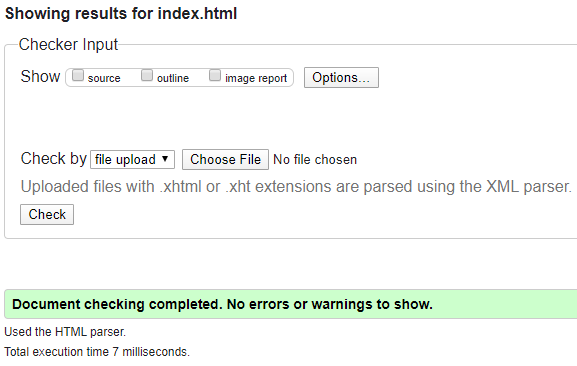 Showing results for index.html
Checker Input
Show source outline image report Options...
Check by file upload Choose File No file chosen
Uploaded files with .xhtml or .xht extensions are parsed using the XML parser.
Check
Document checking completed. No errors or warnings to show.
Used the HTML parser.
Total execution time 7 milliseconds.